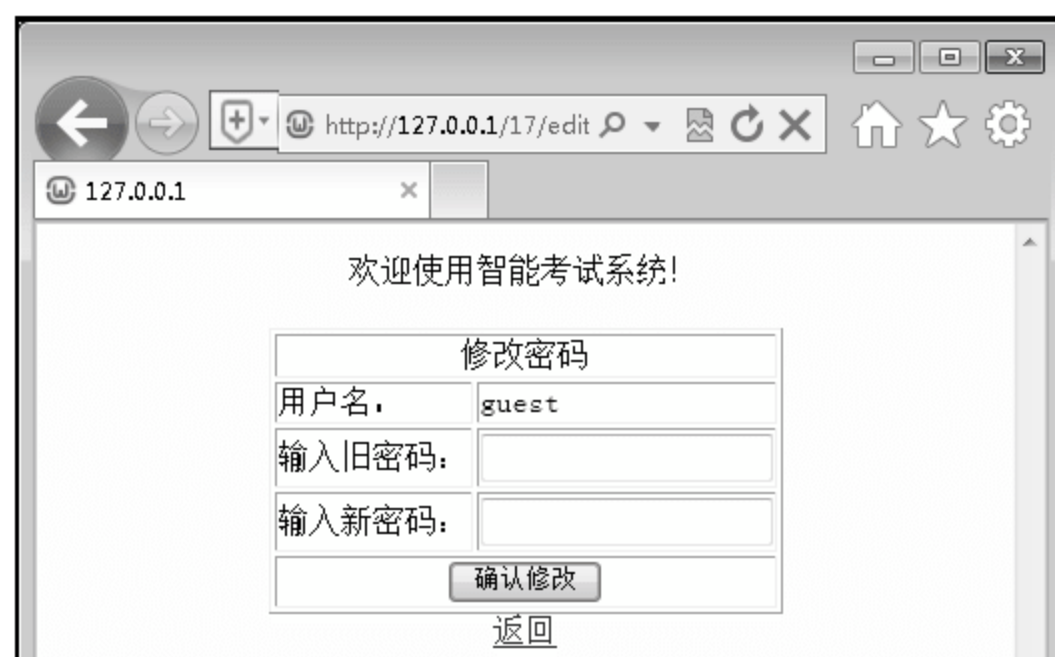 http://127.0.0.1/17/edit
127.0.0.1
欢迎使用智能考试系统!
修改密码
用户名:
guest
输入旧密码:
输入新密码:
确认修改
返回